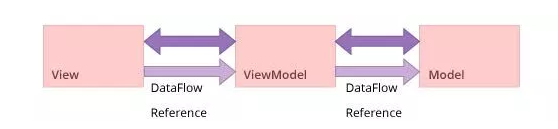 View
ViewModel
Model
DataFlow
DataFlow
Reference
Reference